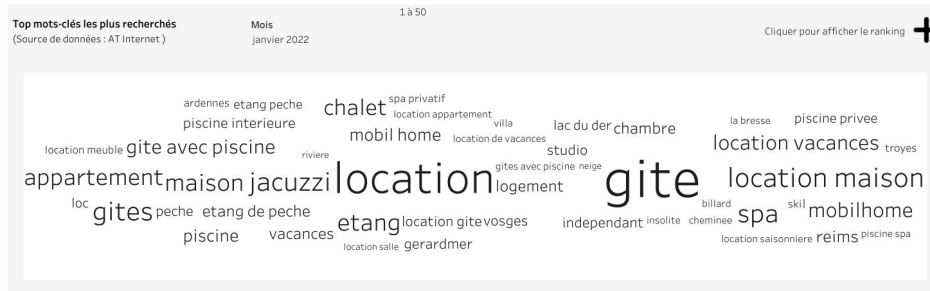 1 à 50
Top mots-clés les plus recherchés
Mois
(Source de données : AT Internet )
janvier 2022
Cliquer pour afficher le ranking
ardennes
etang peche
chalet
spa privatif
location appartement
piscine interieure
villa
mobil home
location de vacances
lac du der
chambre
la bresse
piscine privee
location meuble
gite avec piscine
riviere
studio
location vacances
troyes
appartement
maison
jacuzzi
location
gites avec piscine
neige
logement
gite
location maison
loc
gites
peche
etang de peche
etang
location gite
vosges
independant
insolite
cheminee
billard
spa
skil
mobilhome
piscine
vacances
location salle
gerardmer
location saisonniere
reims
piscine spa